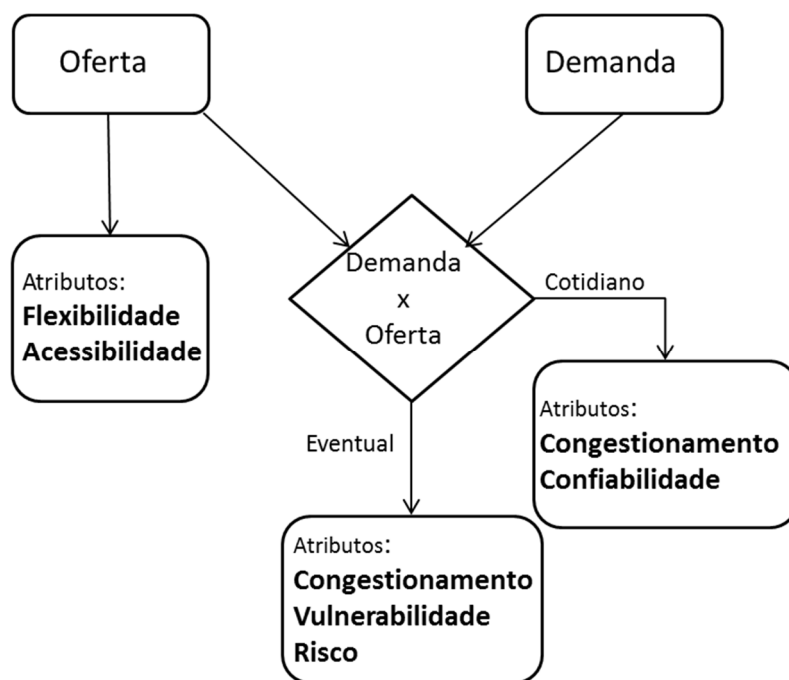 Oferta
Demanda
Atributos:
Flexibilidade
Acessibilidade
Demanda
x
Oferta
Cotidiano
Atributos:
Congestionamento
Confiabilidade
Eventual
Atributos:
Congestionamento
Vulnerabilidade
Risco